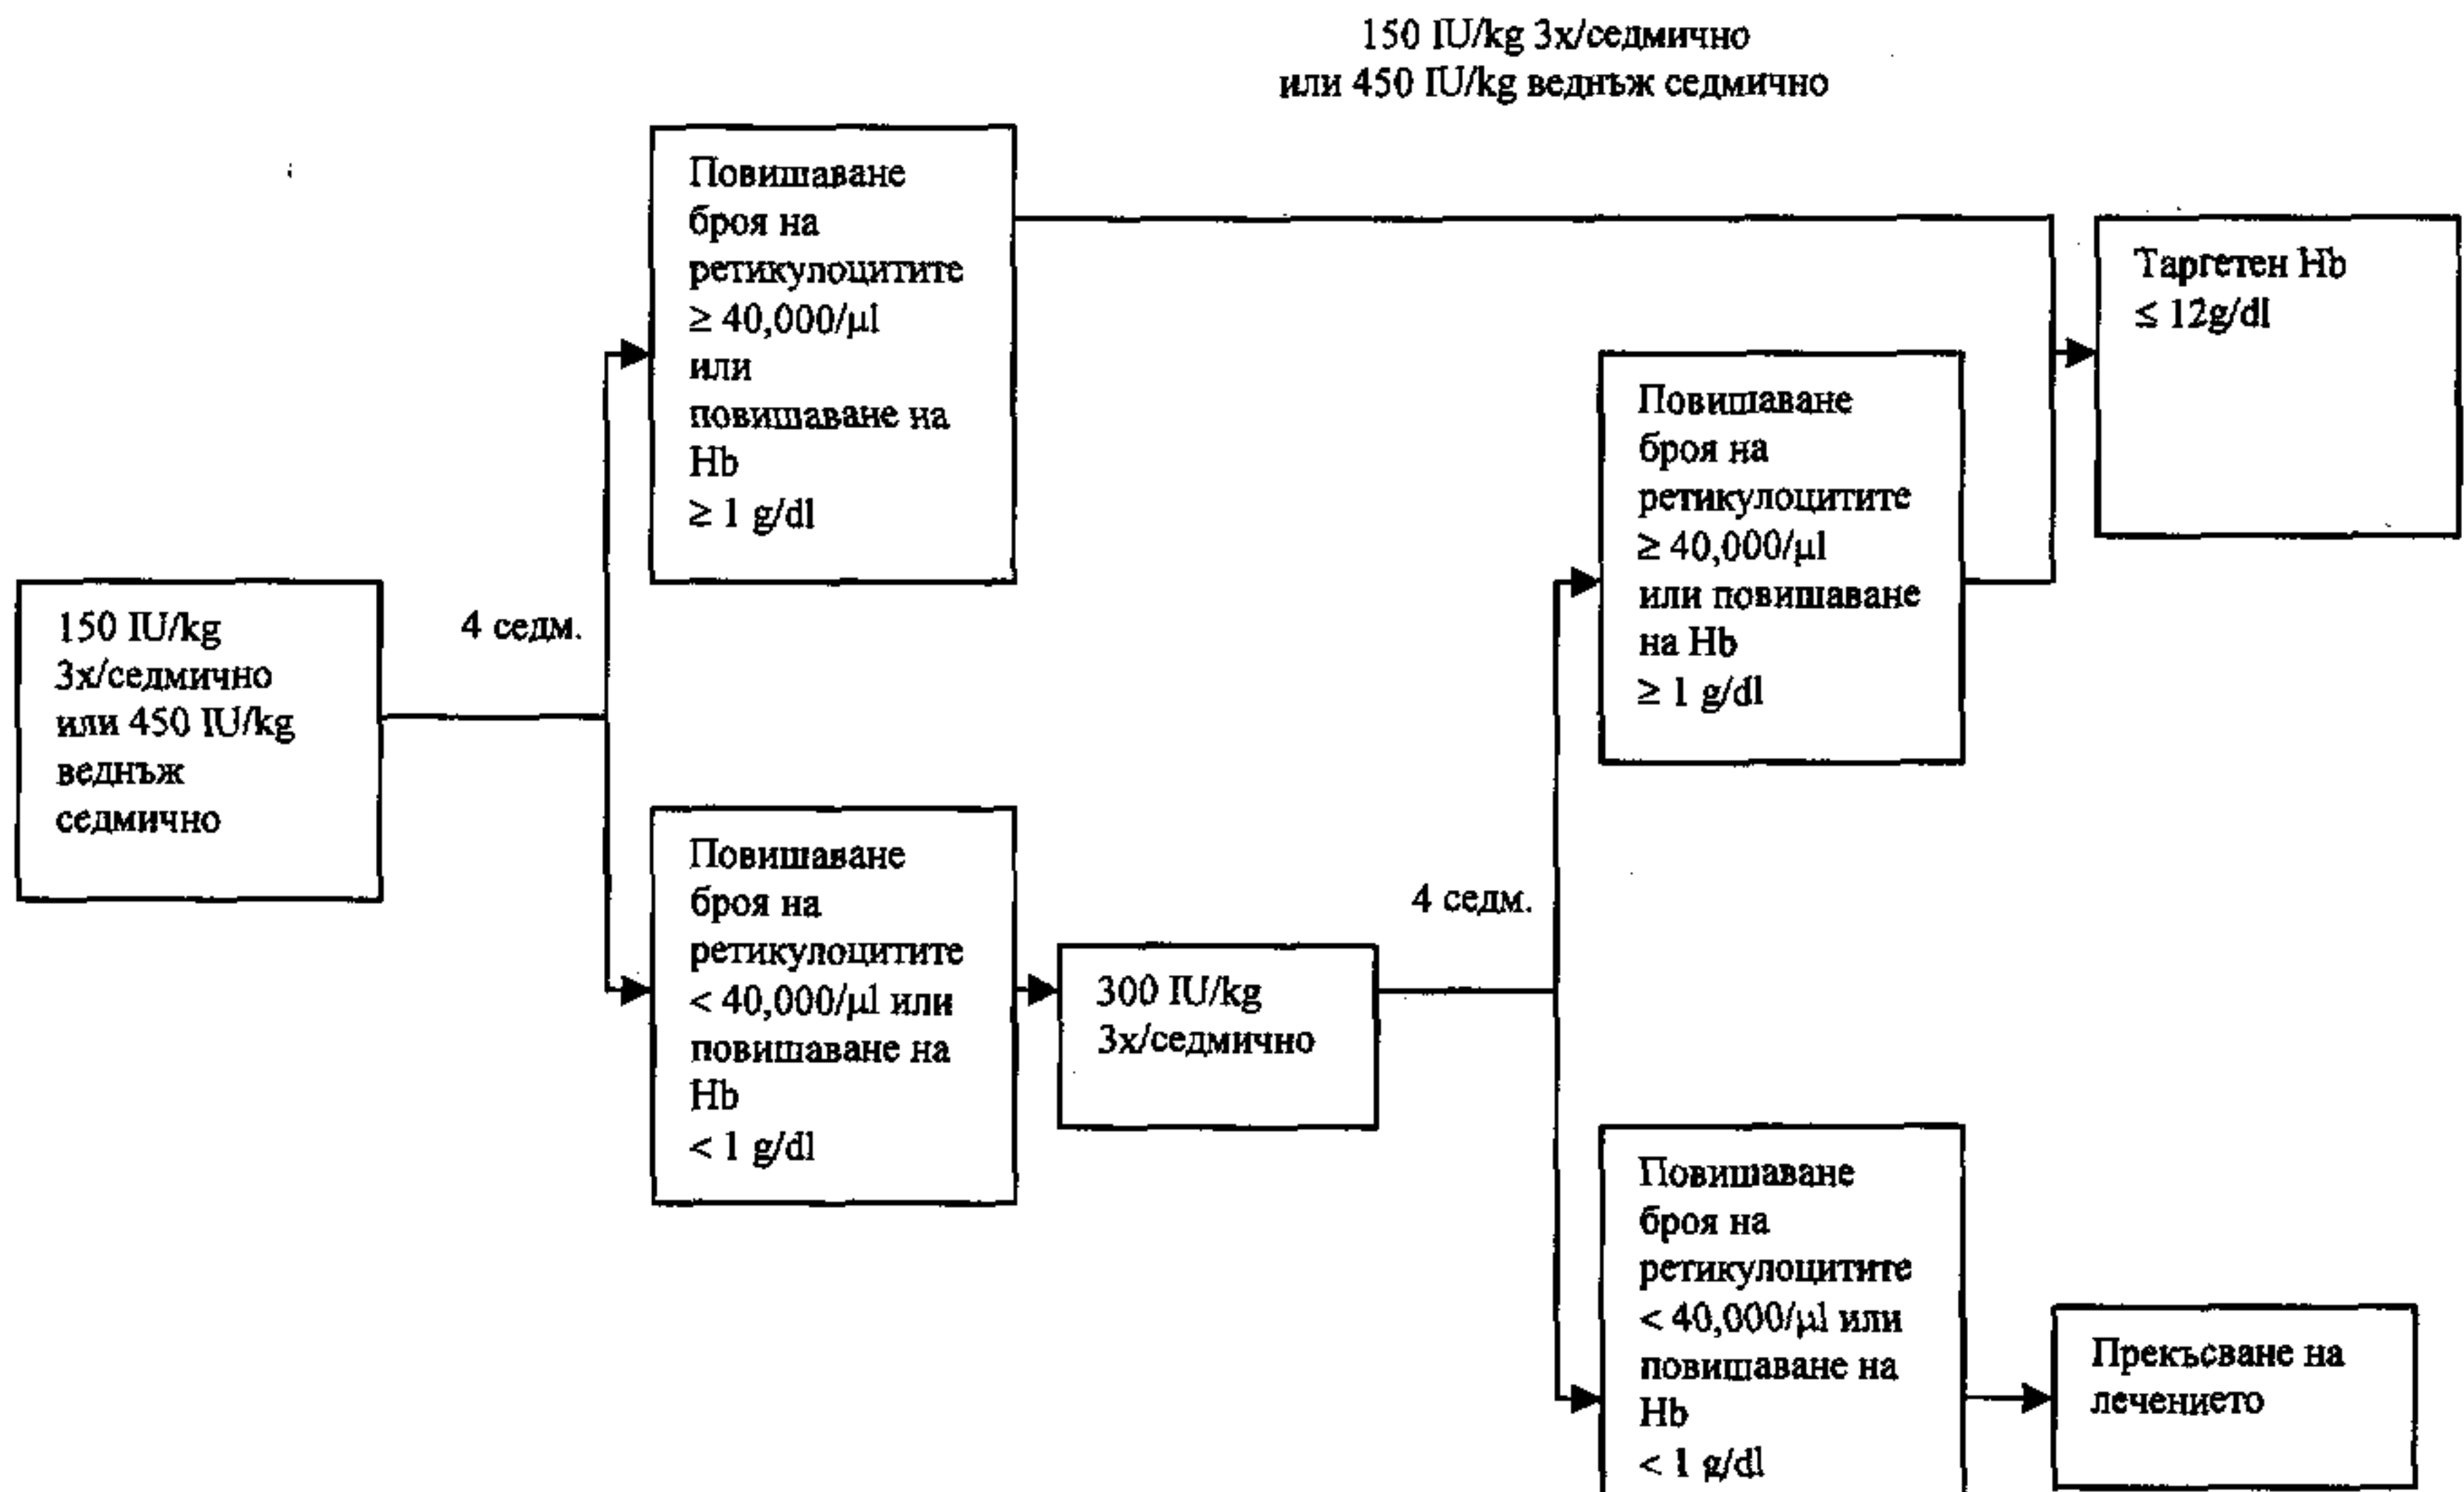 150 IU/kg 3x/седмично
или 450 IU/kg веднъж седмично
Повишаване
броя на
ретикулоцитите
≥ 40,000/µl
или
повишаване на
Hb
≥ 1 g/dl
Таргетен Hb
≤ 12g/dl
Повишаване
броя на
ретикулоцитите
≥ 40,000/µl
или повишаване
на Hb
≥ 1 g/dl
150 IU/kg
3x/седмично
или 450 IU/kg
веднъж
седмично
4 седм.
Повишаване
броя на
ретикулоцитите
< 40,000/µl или
повишаване на
Hb
< 1 g/dl
300 IU/kg
3x/седмично
4 седм.
Повишаване
броя на
ретикулоцитите
< 40,000/µl или
повишаване на
Hb
< 1 g/dl
Прекъсване на
лечението